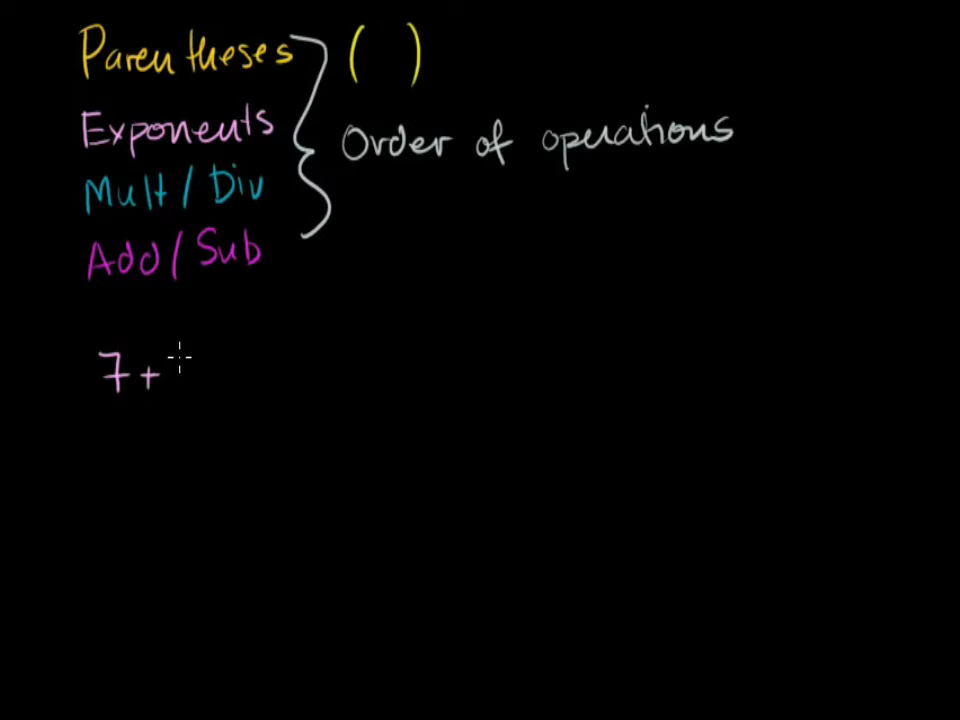 Parentheses ( )
Exponents
Order of operations
Mult / Div
Add / Sub
7 +